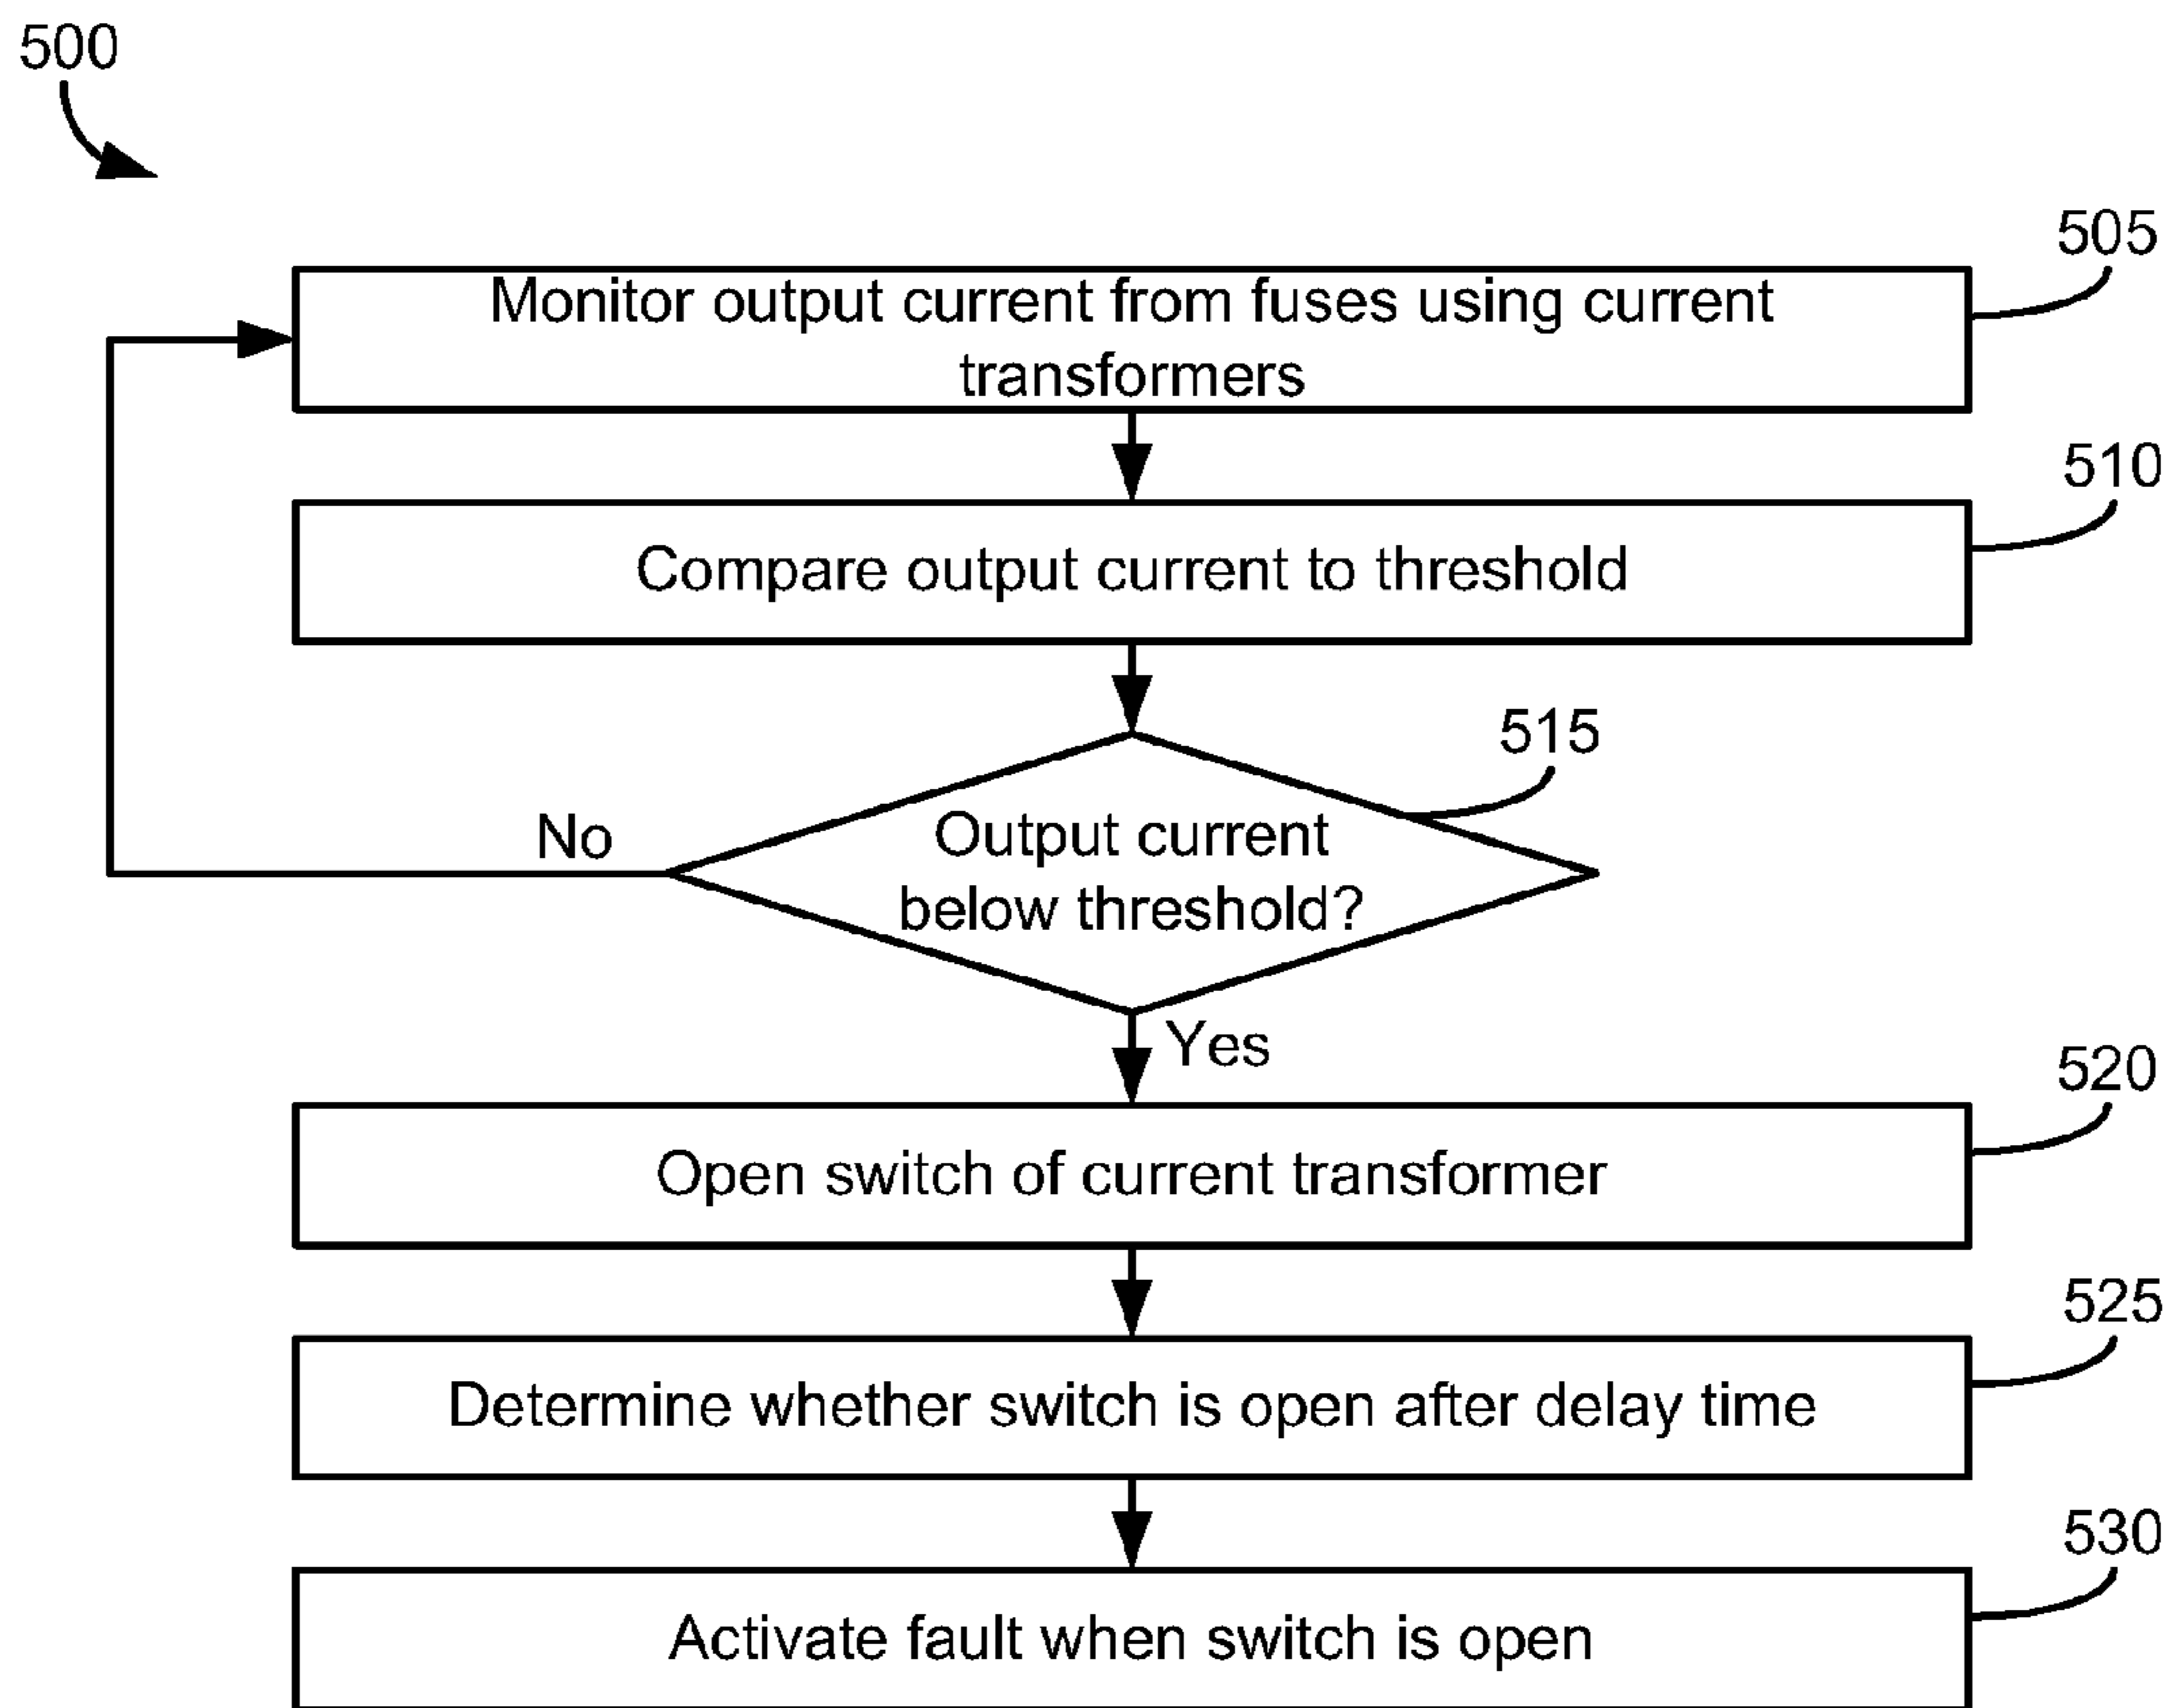 500
505
Monitor output current from fuses using current
transformers
510
Compare output current to threshold
515
No
Output current
below threshold?
Yes
520
Open switch of current transformer
525
Determine whether switch is open after delay time
530
Activate fault when switch is open